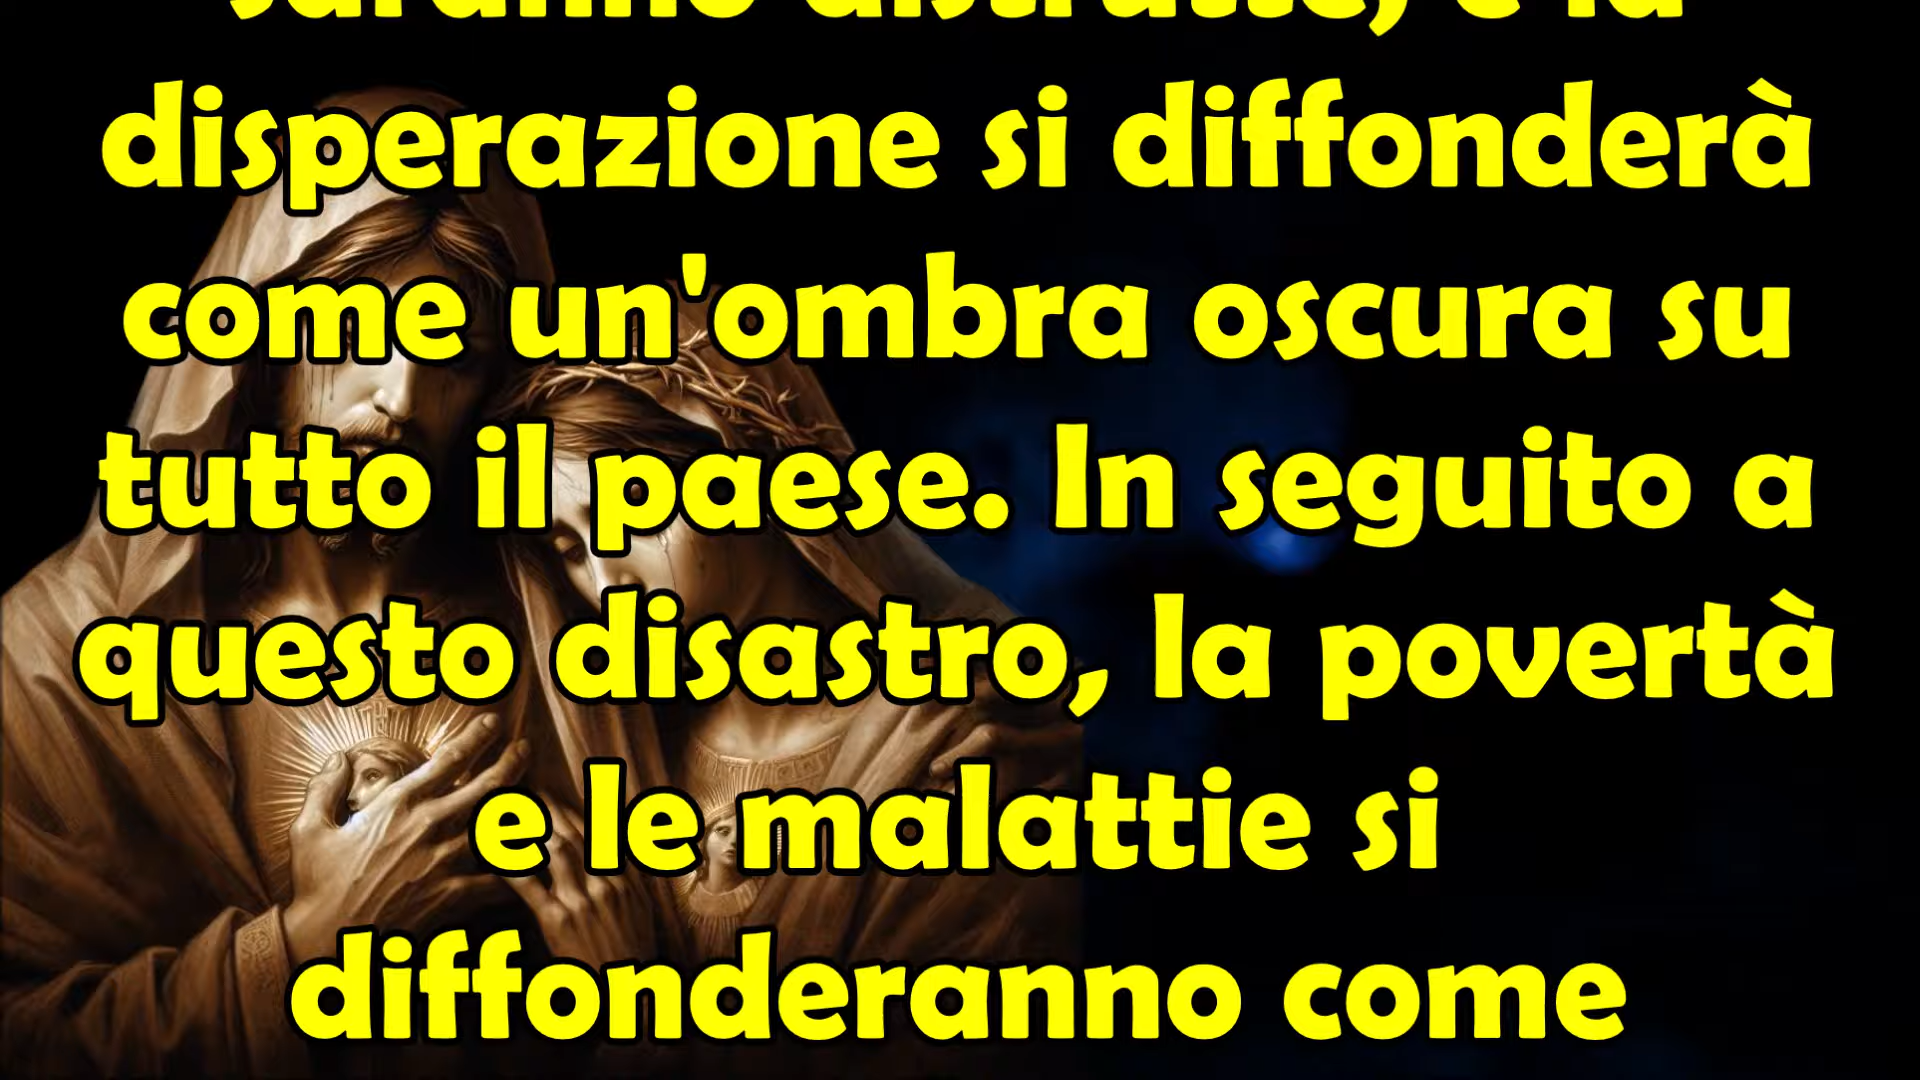 saranno distrutte, e la
disperazione si diffonderà
come un'ombra oscura su
tutto il paese. In seguito a
questo disastro, la povertà
e le malattie si
diffonderanno come